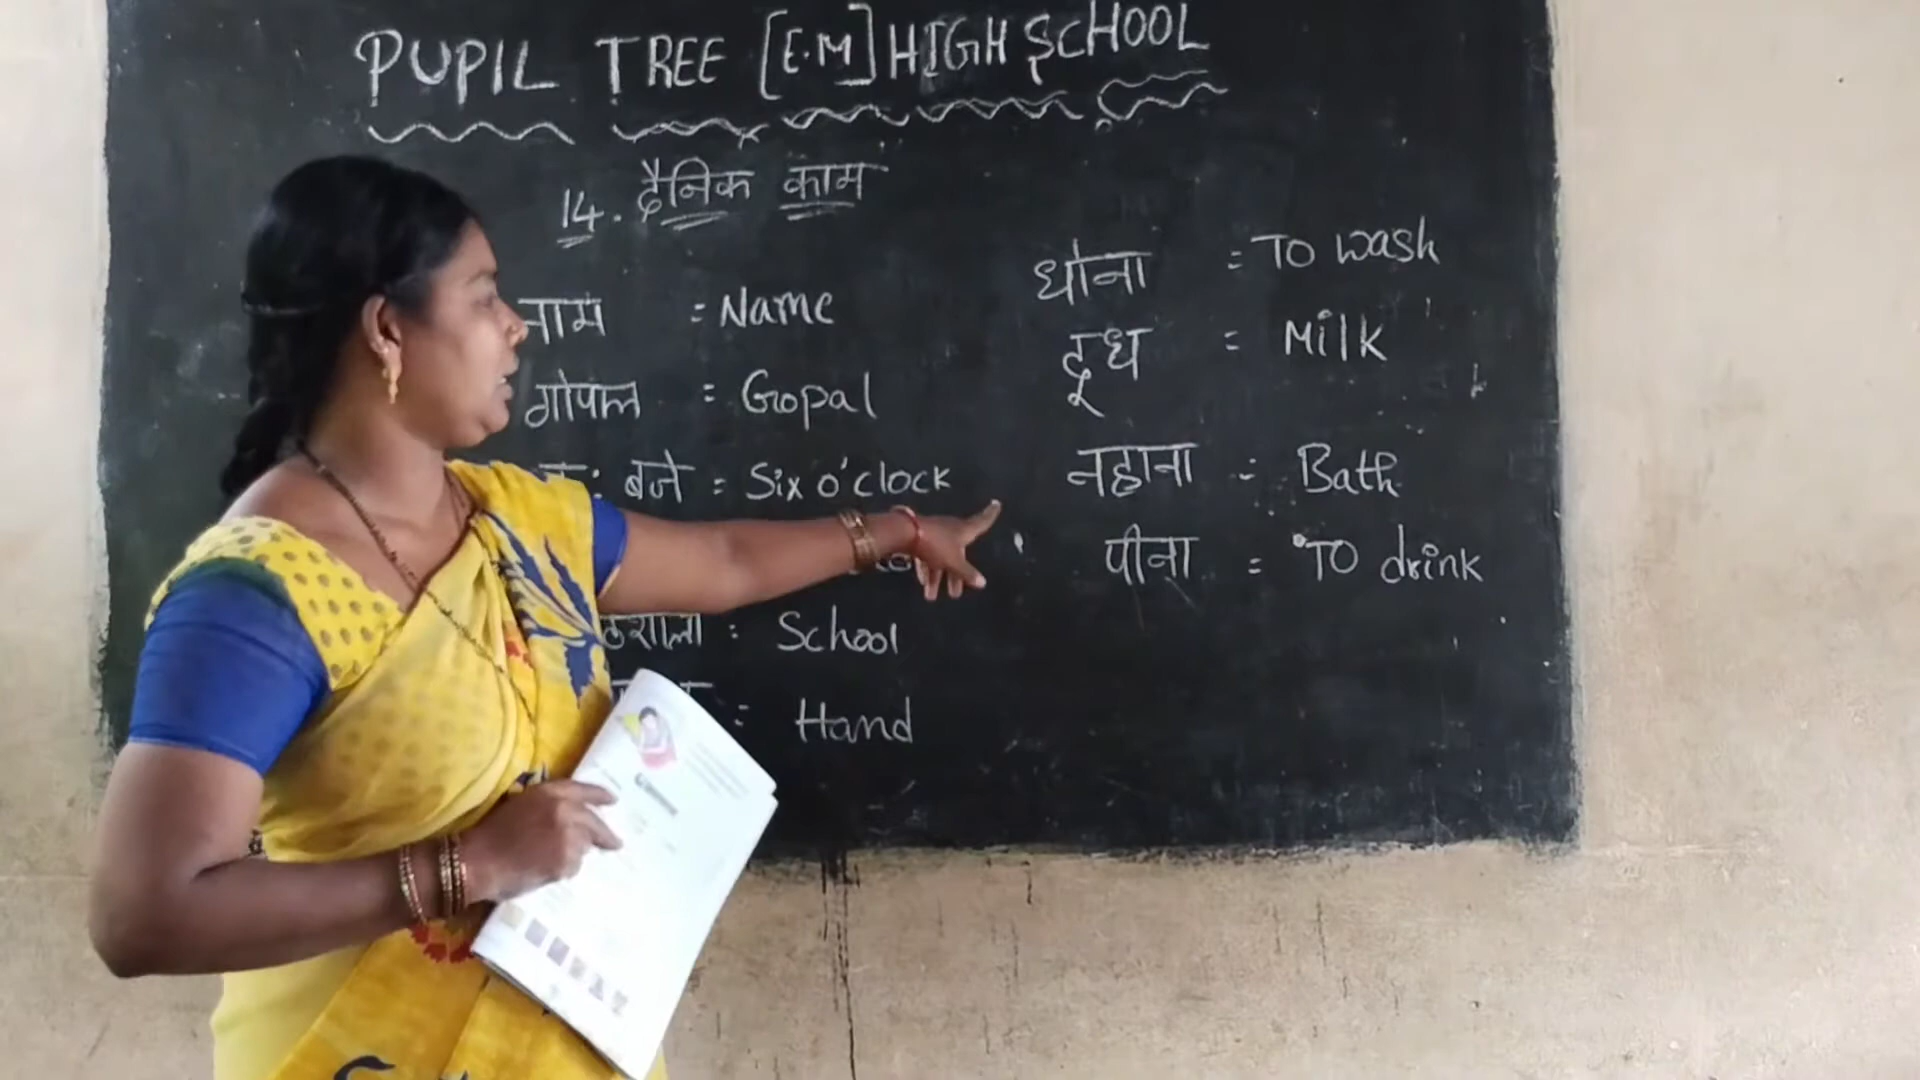 PUPIL TREE [E.M] HIGH SCHOOL
14. दैनिक काम
नाम = Name
गोपाल = Gopal
: बजे = Six o'clock
ठशाला : School
= Hand
धोना = TO wash
दूध = Milk
नहाना = Bath
पीना = TO drink